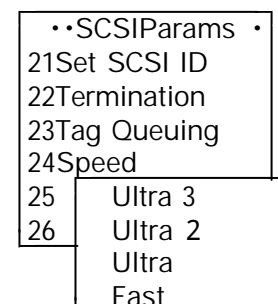 ··SCSIParams ·
21Set SCSI ID
22Termination
23Tag Queuing
24Speed
25 Ultra 3
26 Ultra 2
Ultra
Fast